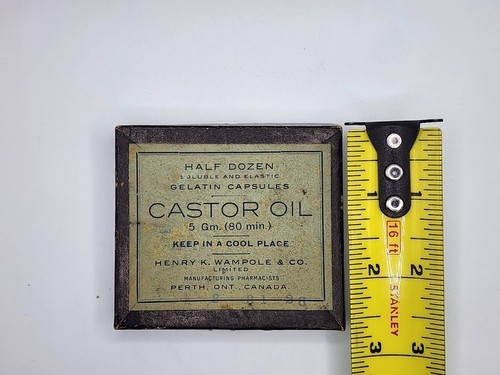 HALF DOZEN
SOLUBLE AND ELASTIC
GELATIN CAPSULES
CASTOR OIL
5 Gm. (80 min.)
KEEP IN A COOL PLACE
HENRY K. WAMPOLE & CO.
LIMITED
MANUFACTURING PHARMACISTS
PERTH, ONT., CANADA.
1 1
16 ft
2 2
STANLEY
3 3